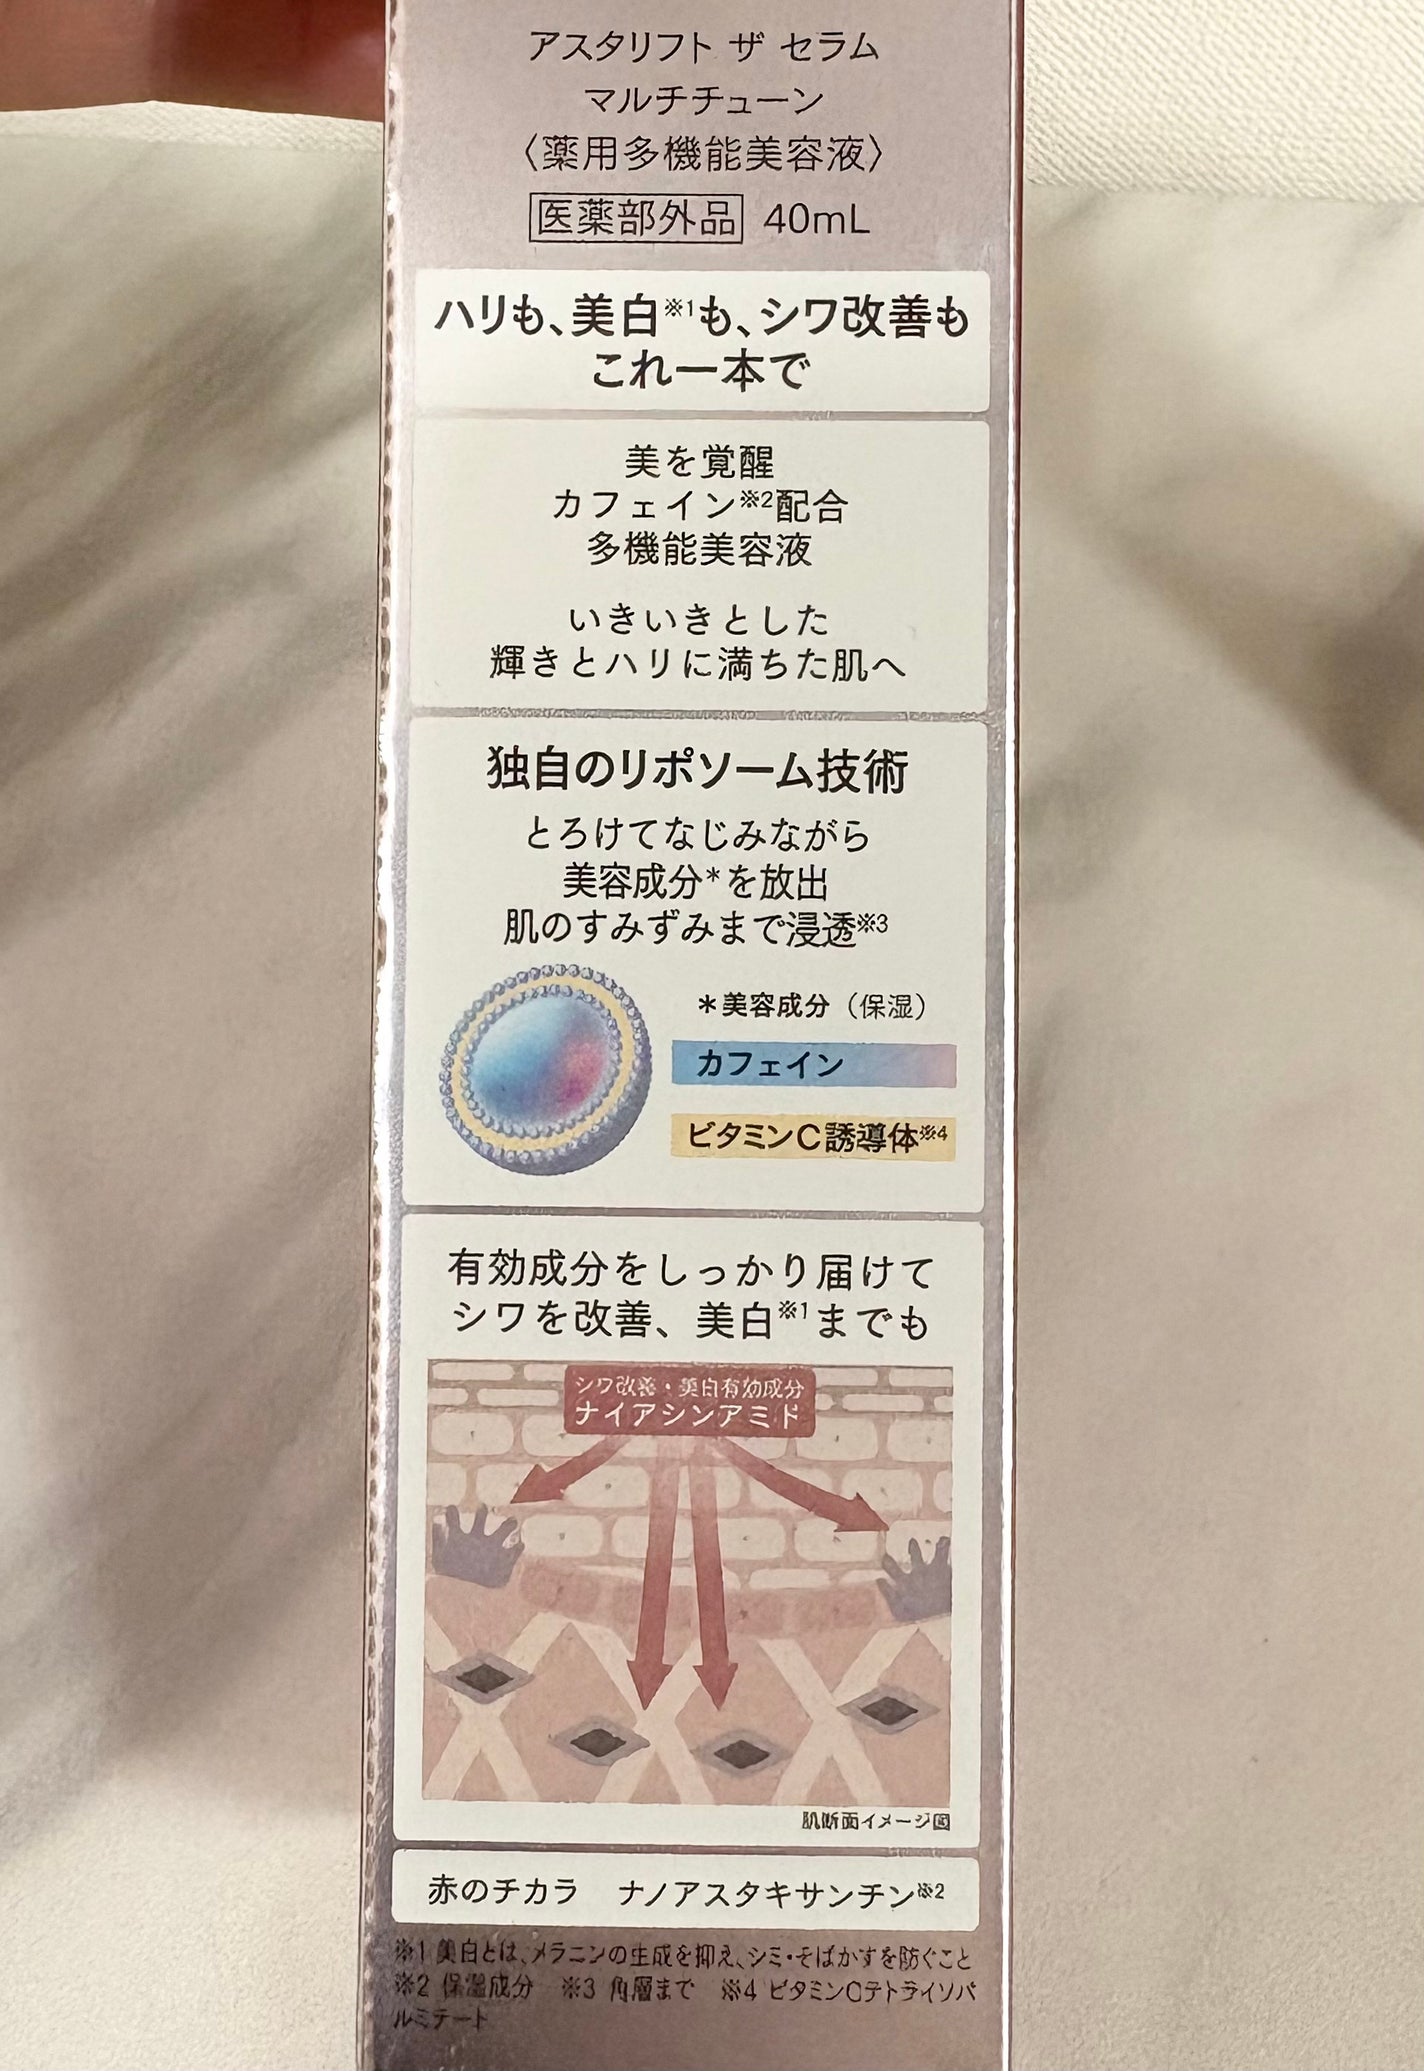 アスタリフト ザ セラム
マルチチューン
〈薬用多機能美容液〉
医薬部外品 40mL
ハリも、美白※1も、シワ改善も
これ一本で
美を覚醒
カフェイン※2配合
多機能美容液
いきいきとした
輝きとハリに満ちた肌へ
独自のリポソーム技術
とろけてなじみながら
美容成分*を放出
肌のすみずみまで浸透※3
*美容成分（保湿）
カフェイン
ビタミンC誘導体※4
有効成分をしっかり届けて
シワを改善、美白※1までも
シワ改善・美白有効成分
ナイアシンアミド
肌断面イメージ図
赤のチカラ ナノアスタキサンチン※2
※1 美白とは、メラニンの生成を抑え、シミ・そばかすを防ぐこと
※2 保湿成分 ※3 角層まで ※4 ビタミンCテトライソパ
ルミテート